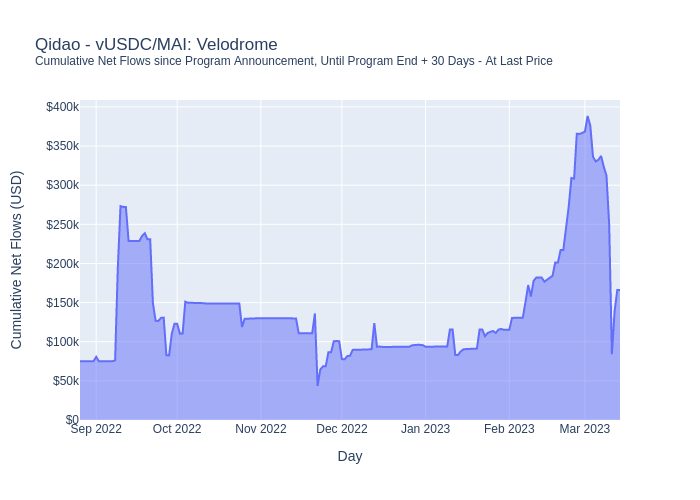 Qidao - vUSDC/MAI: Velodrome
Cumulative Net Flows since Program Announcement, Until Program End + 30 Days - At Last Price
Cumulative Net Flows (USD)
$400k
$350k
$300k
$250k
$200k
$150k
$100k
$50k
$0
Sep 2022 Oct 2022 Nov 2022 Dec 2022 Jan 2023 Feb 2023 Mar 2023
Day